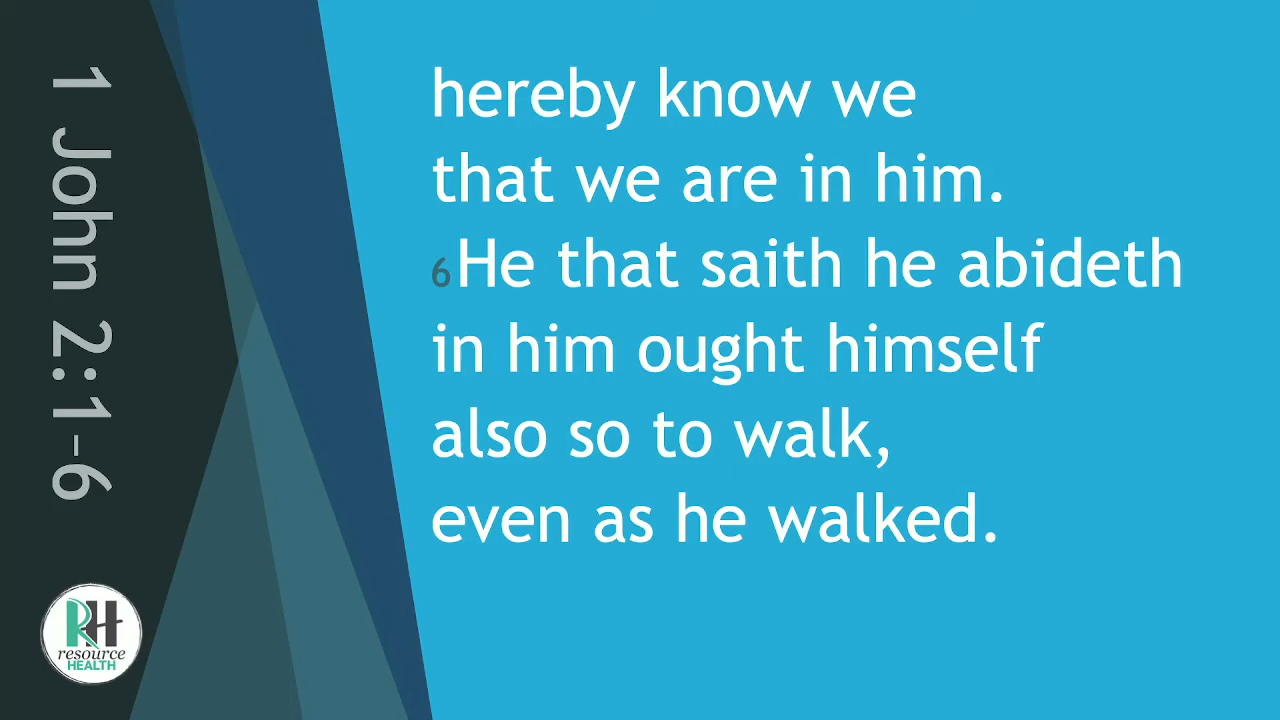 1 John 2:1-6
hereby know we
that we are in him.
6He that saith he abideth
in him ought himself
also so to walk,
even as he walked.
RH
resource
HEALTH